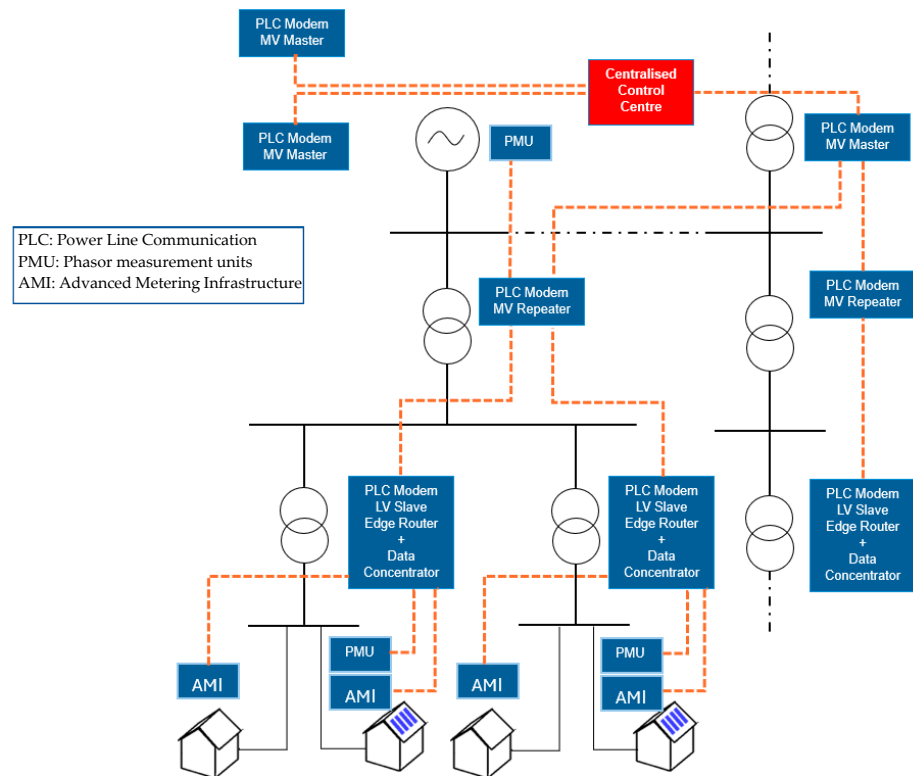 PLC Modem
MV Master
Centralised
Control
Centre
PLC Modem
MV Master
PLC Modem
MV Master
PMU
PLC: Power Line Communication
PMU: Phasor measurement units
AMI: Advanced Metering Infrastructure
PLC Modem
MV Repeater
PLC Modem
MV Repeater
PLC Modem
LV Slave
Edge Router
+
Data
Concentrator
PLC Modem
LV Slave
Edge Router
+
Data
Concentrator
PLC Modem
LV Slave
Edge Router
+
Data
Concentrator
PMU
PMU
AMI
AMI
AMI
AMI